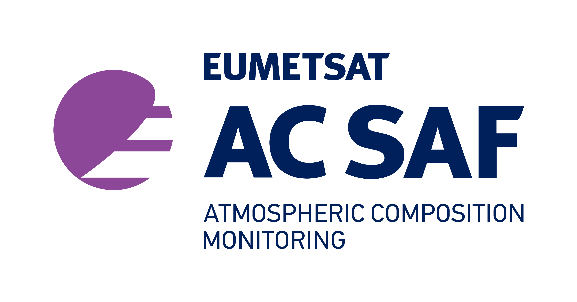 EUMETSAT
AC SAF
ATMOSPHERIC COMPOSITION
MONITORING